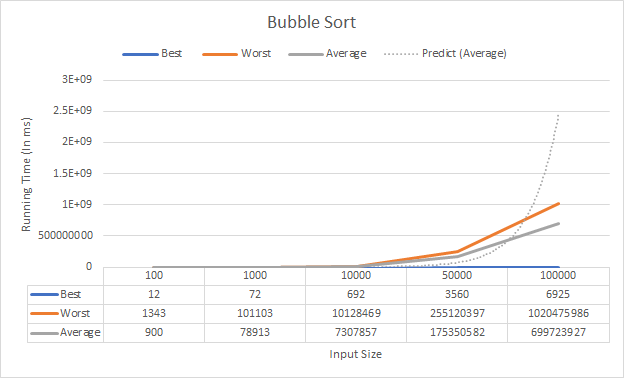 Bubble Sort
Best Worst Average Predict (Average)
Running Time (In ms)
3E+09
2.5E+09
2E+09
1.5E+09
1E+09
500000000
0
100 1000 10000 50000 100000
Best 12 72 692 3560 6925
Worst 1343 101103 10128469 255120397 1020475986
Average 900 78913 7307857 175350582 699723927
Input Size